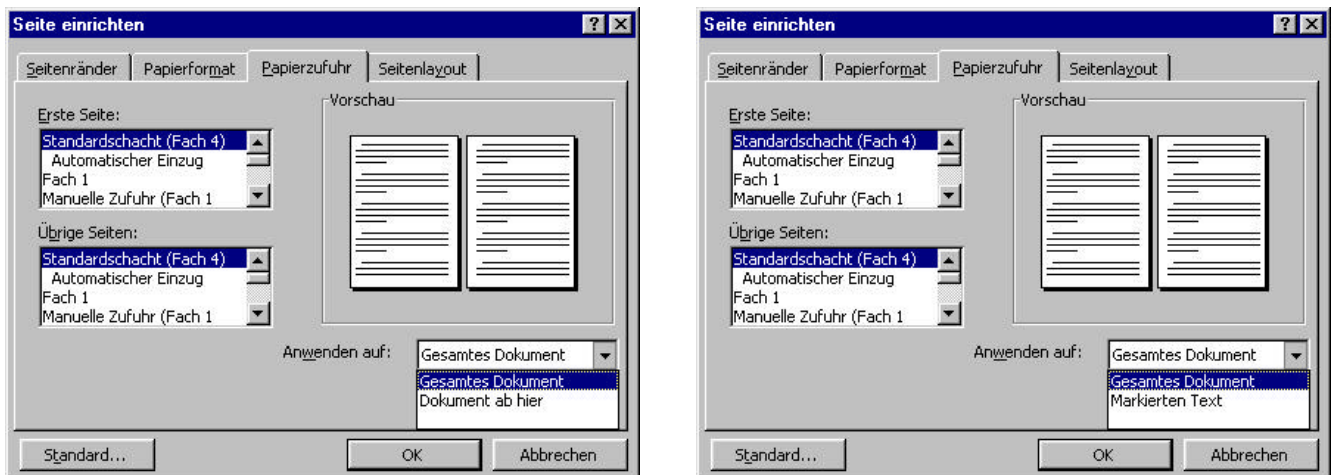 Seite einrichten
Seitenränder Papierformat Papierzufuhr Seitenlayout
Erste Seite:
Standardschacht (Fach 4)
Automatischer Einzug
Fach 1
Manuelle Zufuhr (Fach 1
Übrige Seiten:
Standardschacht (Fach 4)
Automatischer Einzug
Fach 1
Manuelle Zufuhr (Fach 1
Vorschau
Anwenden auf: Gesamtes Dokument
Gesamtes Dokument
Dokument ab hier
Standard... OK Abbrechen
Seite einrichten
Seitenränder Papierformat Papierzufuhr Seitenlayout
Erste Seite:
Standardschacht (Fach 4)
Automatischer Einzug
Fach 1
Manuelle Zufuhr (Fach 1
Übrige Seiten:
Standardschacht (Fach 4)
Automatischer Einzug
Fach 1
Manuelle Zufuhr (Fach 1
Vorschau
Anwenden auf: Gesamtes Dokument
Gesamtes Dokument
Markierten Text
Standard... OK Abbrechen